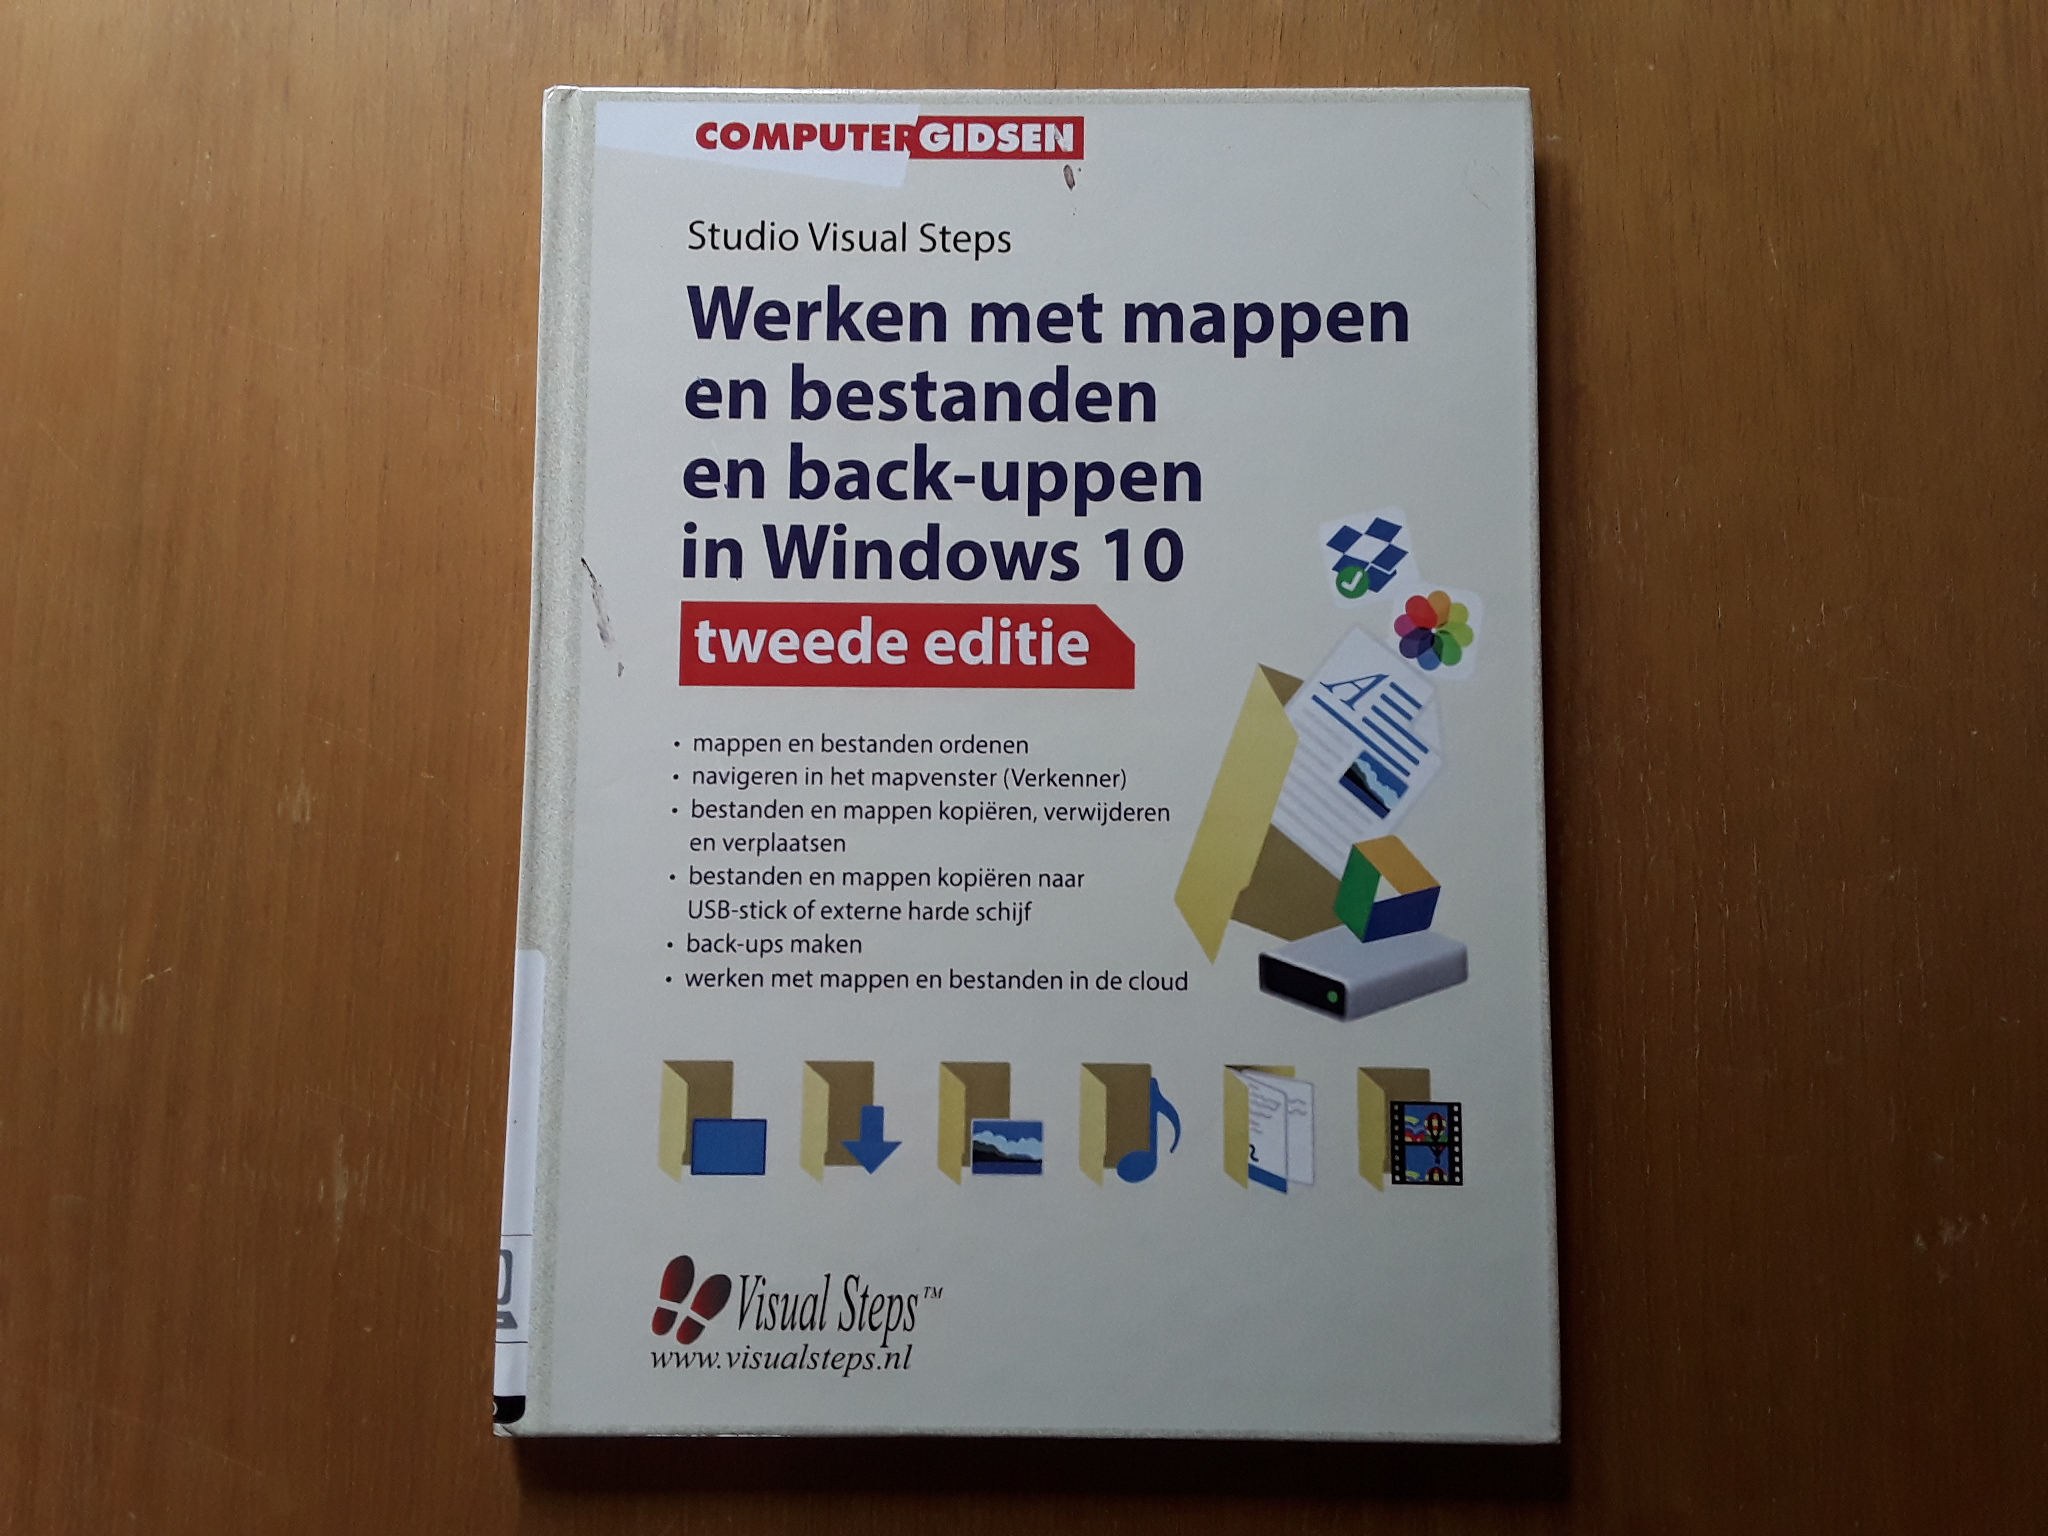 COMPUTERGIDSEN
Studio Visual Steps
Werken met mappen
en bestanden
en back-uppen
in Windows 10
tweede editie
• mappen en bestanden ordenen
• navigeren in het mapvenster (Verkenner)
• bestanden en mappen kopiëren, verwijderen
en verplaatsen
• bestanden en mappen kopiëren naar
USB-stick of externe harde schijf
• back-ups maken
• werken met mappen en bestanden in de cloud
Visual Steps™
www.visualsteps.nl